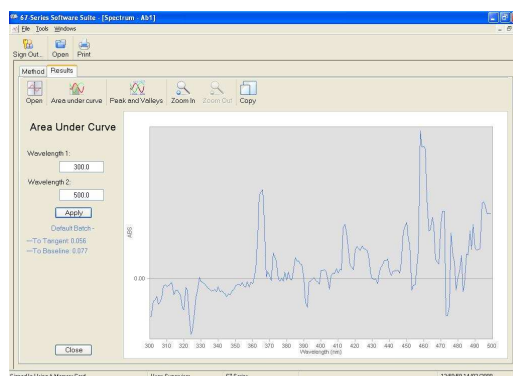 67-Series Software Suite - [Spectrum - Ab1]
File Tools Windows
Sign Out... Open Print
Method Results
Open Area under curve Peak and Valleys Zoom In Zoom Out Copy
Area Under Curve
Wavelength 1:
300.0
Wavelength 2:
500.0
Apply
Default Batch -
To Tangent: 0.056
To Baseline: 0.077
Close
ABS
0.00
300 310 320 330 340 350 360 370 380 390 400 410 420 430 440 450 460 470 480 490 500
Wavelength (nm)